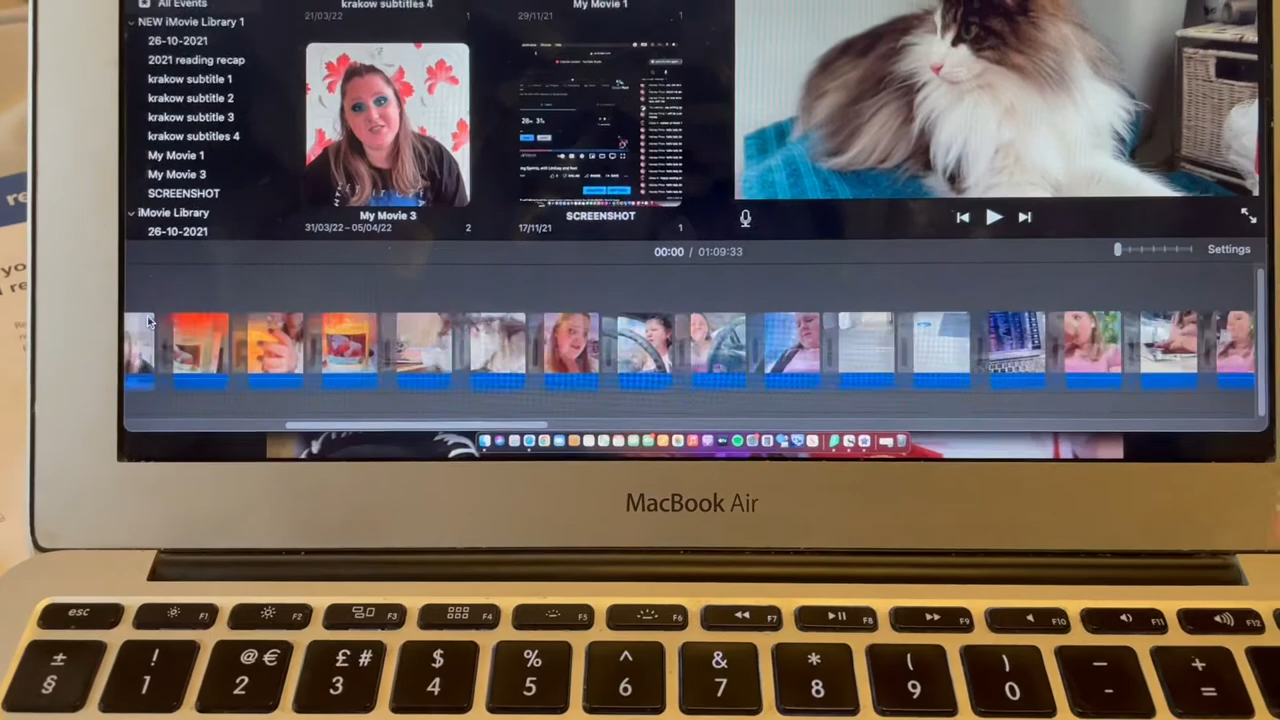 All Events
NEW iMovie Library 1
26-10-2021
2021 reading recap
krakow subtitle 1
krakow subtitle 2
krakow subtitle 3
krakow subtitles 4
My Movie 1
My Movie 3
SCREENSHOT
iMovie Library
26-10-2021
krakow subtitles 4
21/03/22 1
My Movie 1
29/11/21 1
My Movie 3
31/03/22 – 05/04/22 2
SCREENSHOT
17/11/21 1
00:00 / 01:09:33
Settings
MacBook Air
esc F1 F2 F3 F4 F5 F6 F7 F8 F9 F10 F11 F12
± ! @ € £ # $ % ^ & * ( ) – +
§ 1 2 3 4 5 6 7 8 9 0 - =